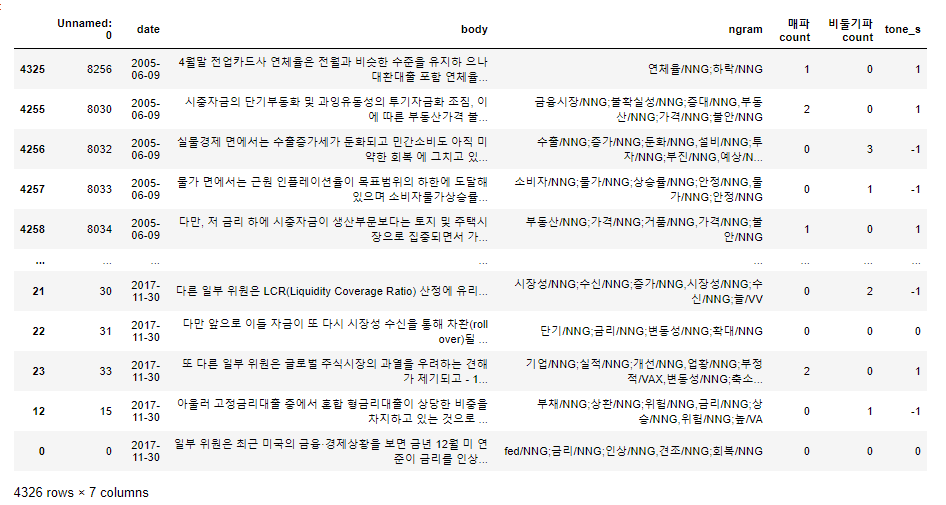 Unnamed: 0 date body ngram 매파 count 비둘기파 count tone_s
4325 8256 2005-06-09 4월말 전업카드사 연체율은 전월과 비슷한 수준을 유지하 으나 대환대출 포함 연체율... 연체율/NNG;하락/NNG 1 0 1
4255 8030 2005-06-09 시중자금의 단기부동화 및 과잉유동성의 투기자금화 조짐, 이에 따른 부동산가격 불... 금융시장/NNG;불확실성/NNG;증대/NNG,부동산/NNG;가격/NNG;불안/NNG 2 0 1
4256 8032 2005-06-09 실물경제 면에서는 수출증가세가 둔화되고 민간소비도 아직 미약한 회복 에 그치고 있... 수출/NNG;증가/NNG;둔화/NNG,설비/NNG;투자/NNG;부진/NNG,예상/N... 0 3 -1
4257 8033 2005-06-09 물가 면에서는 근원 인플레이션율이 목표범위의 하한에 도달해 있으며 소비자물가상승률... 소비자/NNG;물가/NNG;상승률/NNG;안정/NNG,물가/NNG;안정/NNG 0 1 -1
4258 8034 2005-06-09 다만, 저 금리 하에 시중자금이 생산부문보다는 토지 및 주택시장으로 집중되면서 가... 부동산/NNG;가격/NNG;거품/NNG,가격/NNG;불안/NNG 1 0 1
... ... ... ... ... ... ... ...
21 30 2017-11-30 다른 일부 위원은 LCR(Liquidity Coverage Ratio) 산정에 유리... 시장성/NNG;수신/NNG;증가/NNG,시장성/NNG;수신/NNG;늘/VV 0 2 -1
22 31 2017-11-30 다만 앞으로 이들 자금이 또 다시 시장성 수신을 통해 차환(roll over)될 ... 단기/NNG;금리/NNG;변동성/NNG;확대/NNG 0 0 0
23 33 2017-11-30 또 다른 일부 위원은 글로벌 주식시장의 과열을 우려하는 견해가 제기되고 - 1... 기업/NNG;실적/NNG;개선/NNG,업황/NNG;부정적/VAX,변동성/NNG;축소... 2 0 1
12 15 2017-11-30 아울러 고정금리대출 중에서 혼합 형금리대출이 상당한 비중을 차지하고 있는 것으로 ... 부채/NNG;상환/NNG;위험/NNG,금리/NNG;상승/NNG,위험/NNG;높/VA 0 1 -1
0 0 2017-11-30 일부 위원은 최근 미국의 금융·경제상황을 보면 금년 12월 미 연준이 금리를 인상... fed/NNG;금리/NNG;인상/NNG,견조/NNG;회복/NNG 0 0 0
4326 rows × 7 columns